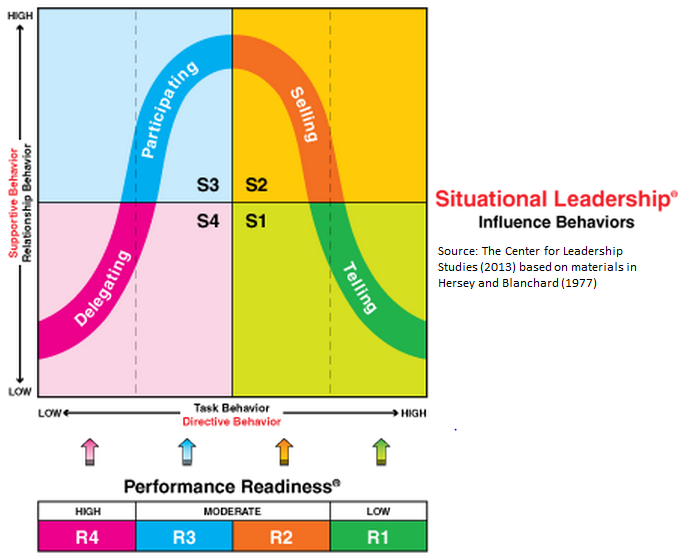 HIGH
Supportive Behavior
Relationship Behavior
LOW
Participating
Selling
S3
S2
S4
S1
Delegating
Telling
Situational Leadership®
Influence Behaviors
Source: The Center for Leadership
Studies (2013) based on materials in
Hersey and Blanchard (1977)
LOW
Task Behavior
Directive Behavior
HIGH
Performance Readiness®
HIGH
MODERATE
LOW
R4
R3
R2
R1